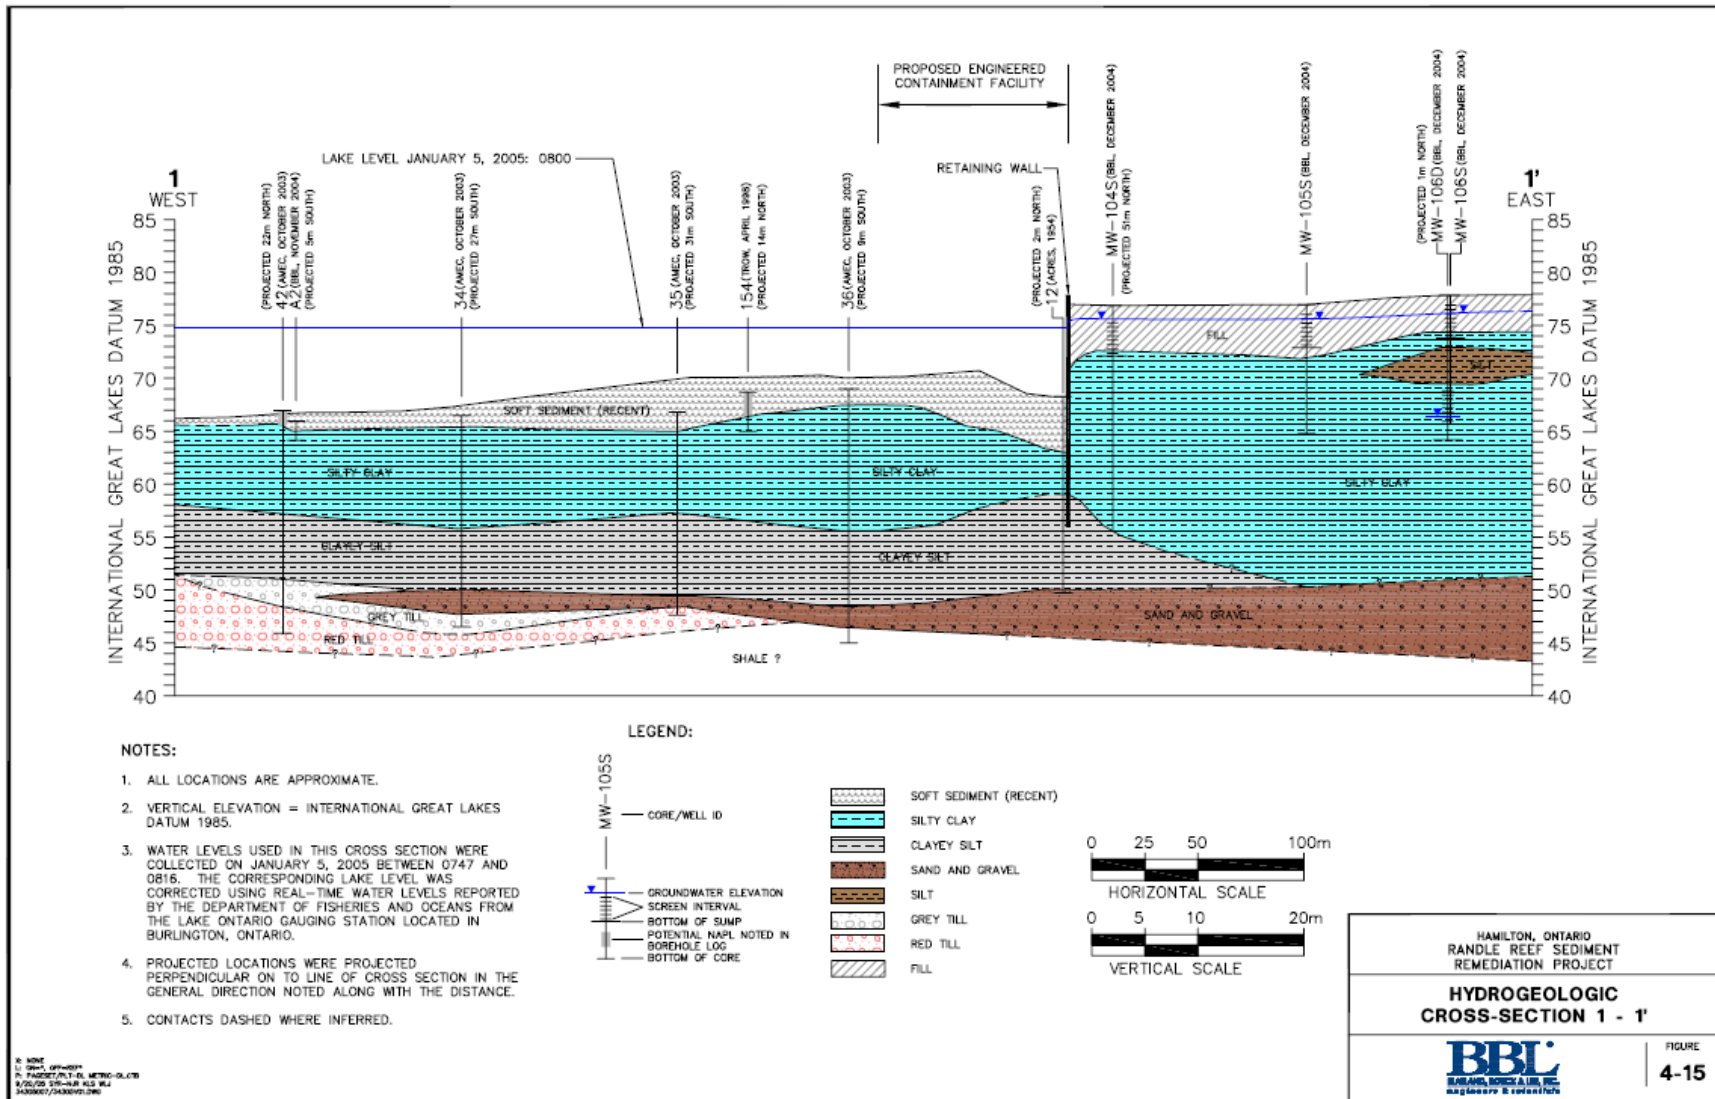 PROPOSED ENGINEERED
CONTAINMENT FACILITY
LAKE LEVEL JANUARY 5, 2005: 0800
RETAINING WALL
1
WEST
1'
EAST
(PROJECTED 22m NORTH)
42 (AMEC, OCTOBER 2003)
A2 (BBL, NOVEMBER 2004)
(PROJECTED 5m SOUTH)
34 (AMEC, OCTOBER 2003)
(PROJECTED 27m SOUTH)
35 (AMEC, OCTOBER 2003)
(PROJECTED 31m SOUTH)
154 (TROW, APRIL 1998)
(PROJECTED 14m NORTH)
36 (AMEC, OCTOBER 2003)
(PROJECTED 9m SOUTH)
(PROJECTED 2m NORTH)
12 (ACRES, 1954)
MW-104S (BBL, DECEMBER 2004)
(PROJECTED 51m NORTH)
MW-105S (BBL, DECEMBER 2004)
(PROJECTED 1m NORTH)
MW-106D (BBL, DECEMBER 2004)
MW-106S (BBL, DECEMBER 2004)
INTERNATIONAL GREAT LAKES DATUM 1985
85
80
75
70
65
60
55
50
45
40
85
80
75
70
65
60
55
50
45
40
INTERNATIONAL GREAT LAKES DATUM 1985
FILL
SILT
SOFT SEDIMENT (RECENT)
SILTY CLAY
SILTY CLAY
SILTY CLAY
CLAYEY SILT
CLAYEY SILT
GREY TILL
RED TILL
SAND AND GRAVEL
SHALE ?
NOTES:
1. ALL LOCATIONS ARE APPROXIMATE.
2. VERTICAL ELEVATION = INTERNATIONAL GREAT LAKES
DATUM 1985.
3. WATER LEVELS USED IN THIS CROSS SECTION WERE
COLLECTED ON JANUARY 5, 2005 BETWEEN 0747 AND
0816. THE CORRESPONDING LAKE LEVEL WAS
CORRECTED USING REAL-TIME WATER LEVELS REPORTED
BY THE DEPARTMENT OF FISHERIES AND OCEANS FROM
THE LAKE ONTARIO GAUGING STATION LOCATED IN
BURLINGTON, ONTARIO.
4. PROJECTED LOCATIONS WERE PROJECTED
PERPENDICULAR ON TO LINE OF CROSS SECTION IN THE
GENERAL DIRECTION NOTED ALONG WITH THE DISTANCE.
5. CONTACTS DASHED WHERE INFERRED.
LEGEND:
MW-105S
CORE/WELL ID
GROUNDWATER ELEVATION
SCREEN INTERVAL
BOTTOM OF SUMP
POTENTIAL NAPL NOTED IN
BOREHOLE LOG
BOTTOM OF CORE
SOFT SEDIMENT (RECENT)
SILTY CLAY
CLAYEY SILT
SAND AND GRAVEL
SILT
GREY TILL
RED TILL
FILL
0 25 50 100m
HORIZONTAL SCALE
0 5 10 20m
VERTICAL SCALE
HAMILTON, ONTARIO
RANDLE REEF SEDIMENT
REMEDIATION PROJECT
HYDROGEOLOGIC
CROSS-SECTION 1 - 1'
BBL
engineers & scientists
FIGURE
4-15
X: NONE